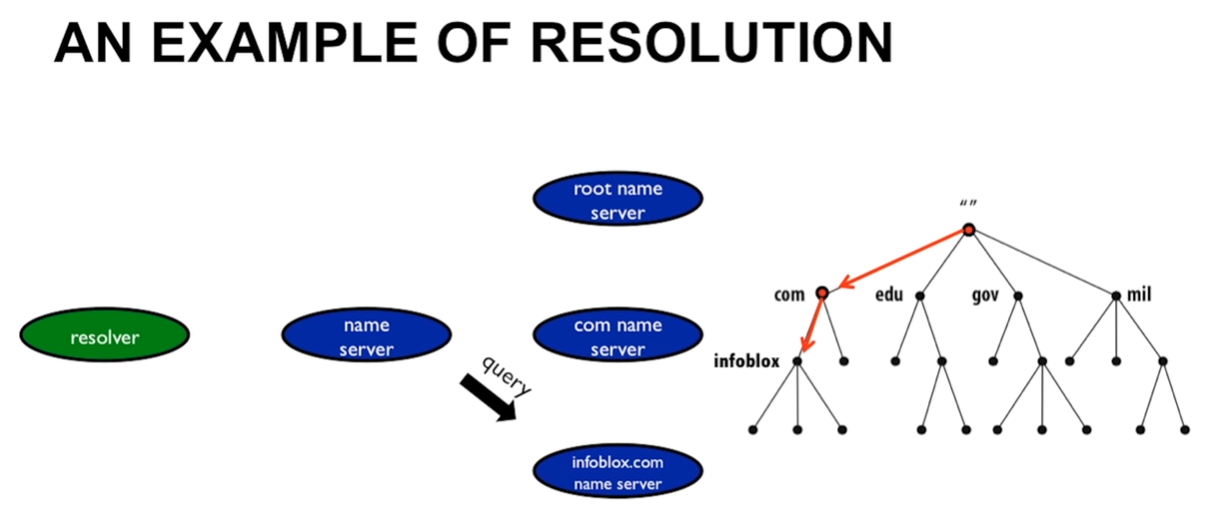 AN EXAMPLE OF RESOLUTION
root name
server
“”
com
edu
gov
mil
resolver
name
server
com name
server
infoblox
query
infoblox.com
name server